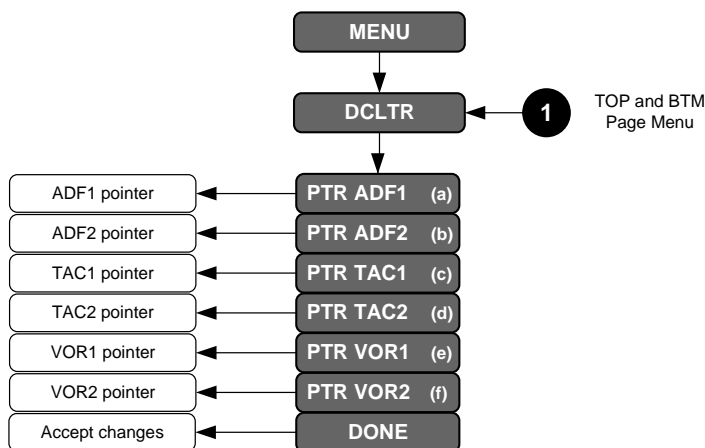 MENU
DCLTR
1
TOP and BTM
Page Menu
ADF1 pointer
PTR ADF1 (a)
ADF2 pointer
PTR ADF2 (b)
TAC1 pointer
PTR TAC1 (c)
TAC2 pointer
PTR TAC2 (d)
VOR1 pointer
PTR VOR1 (e)
VOR2 pointer
PTR VOR2 (f)
Accept changes
DONE